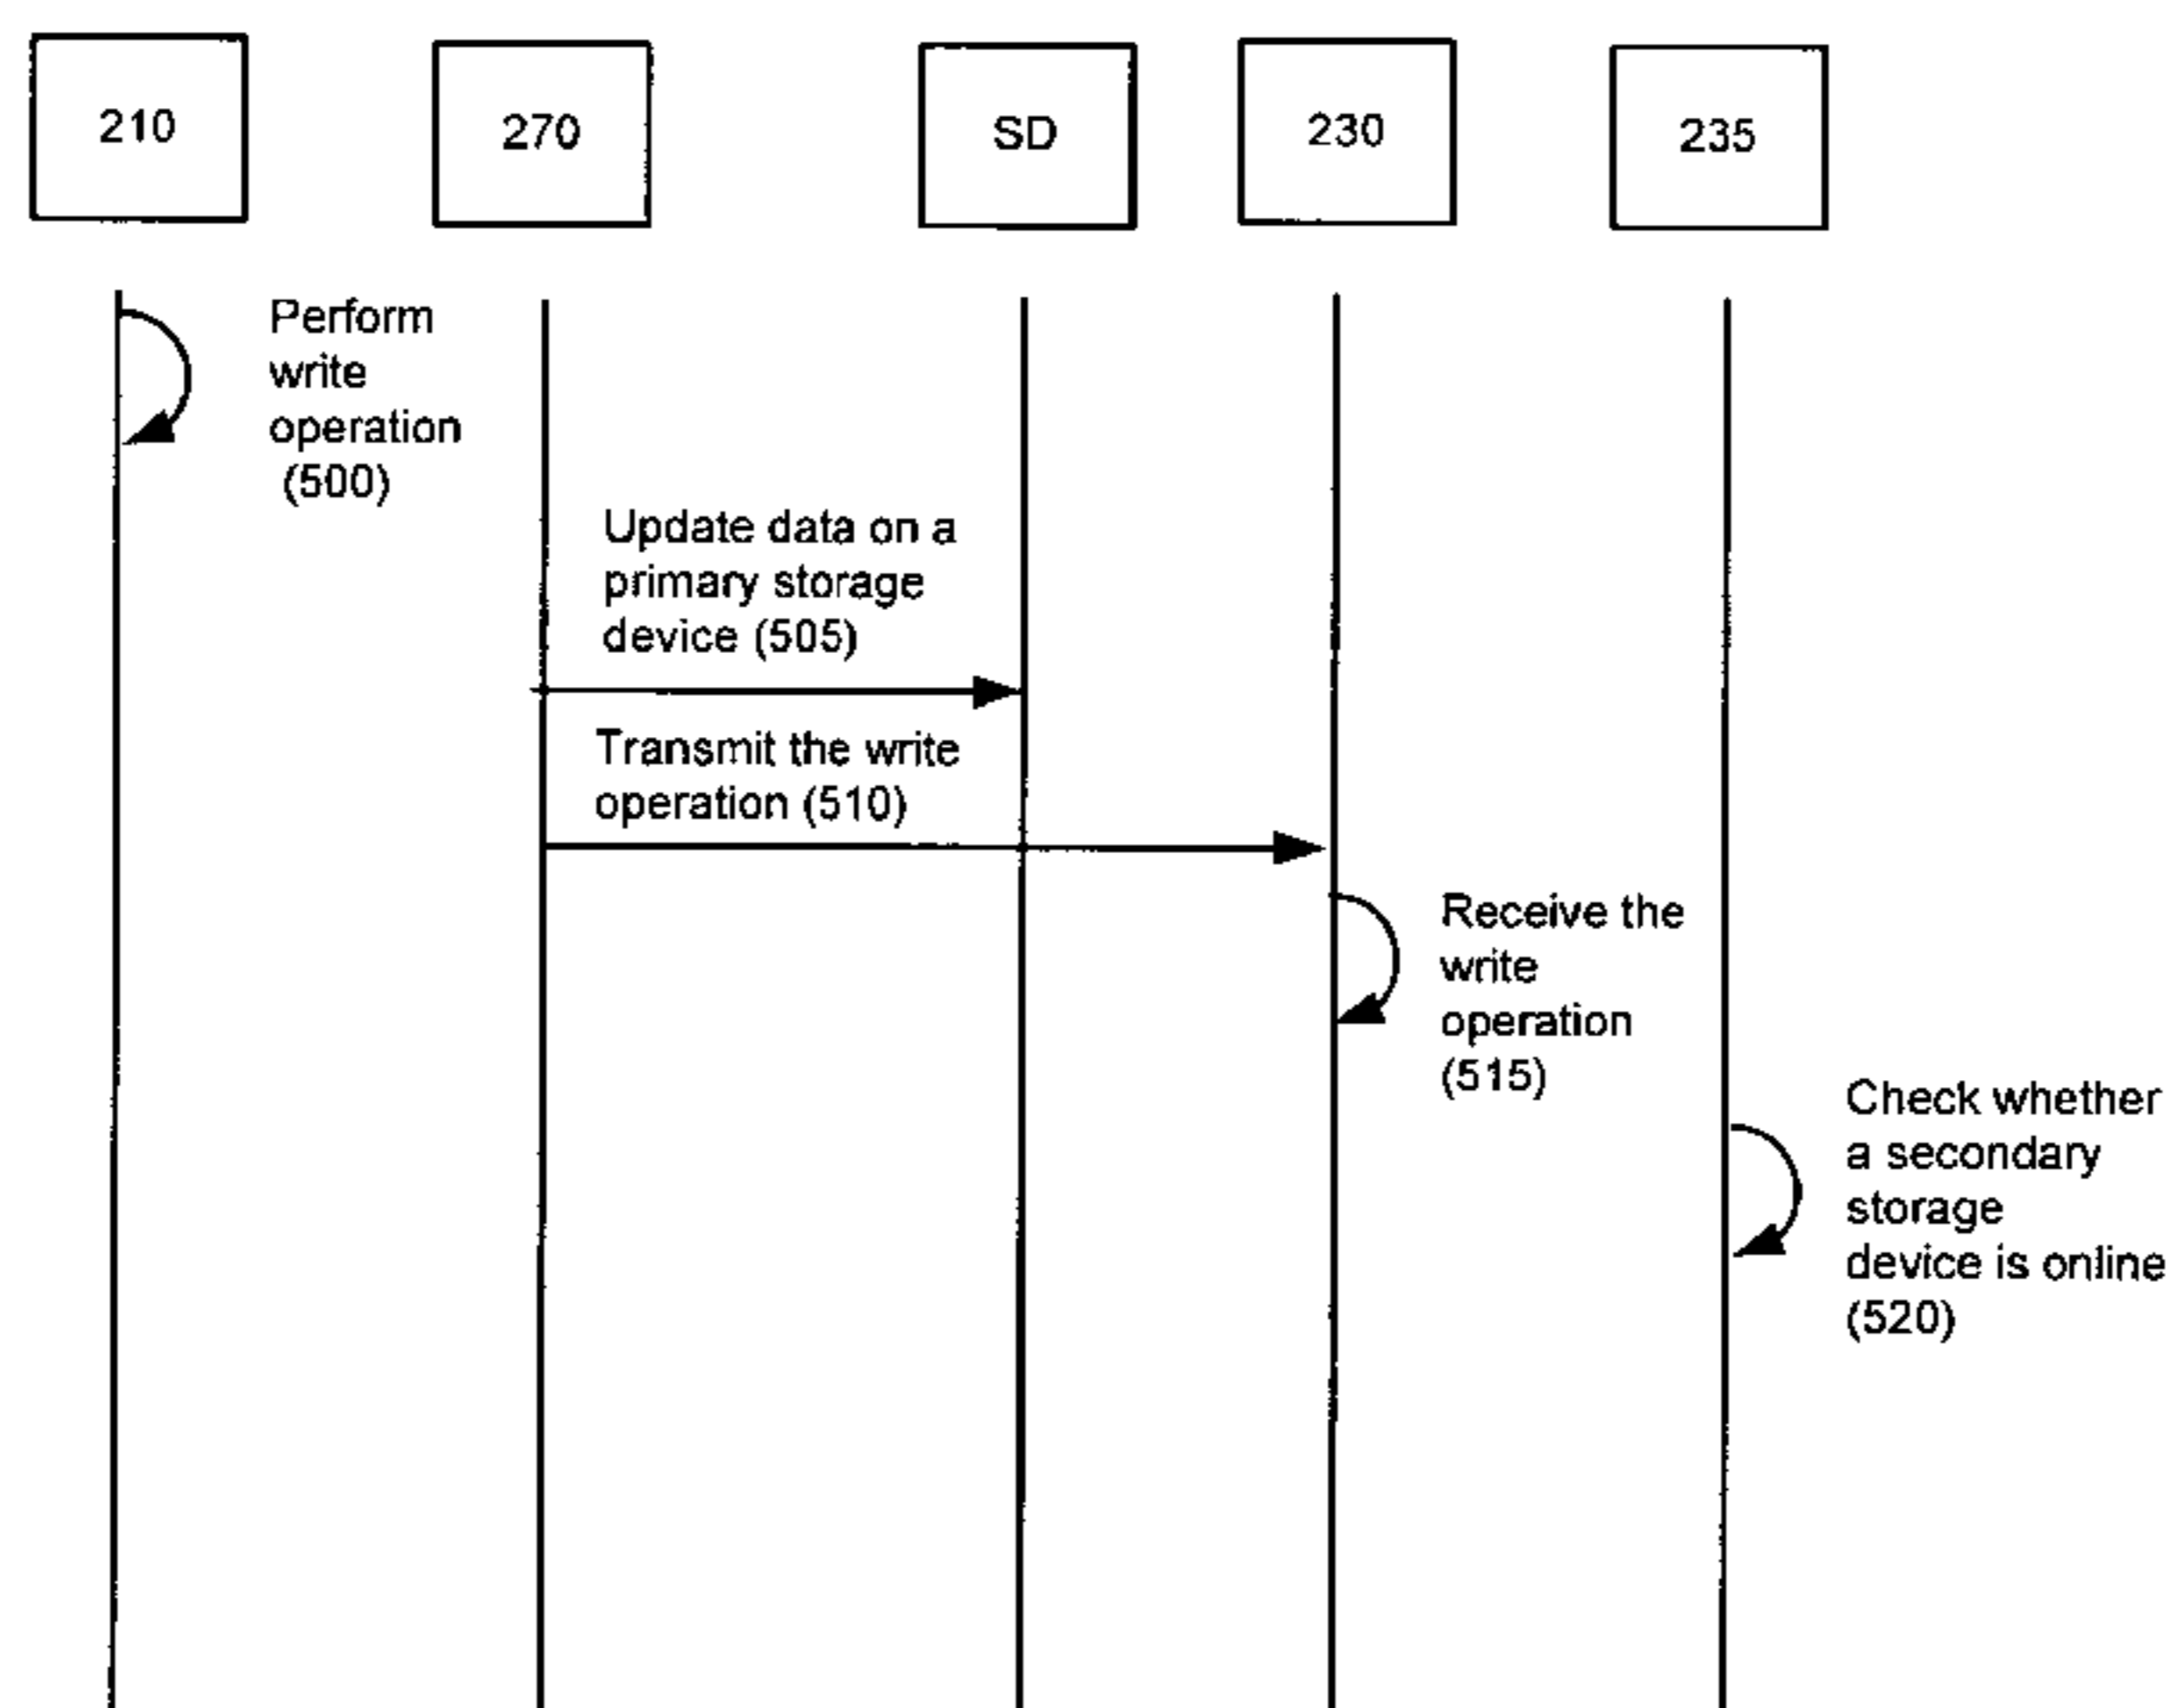 210
270
SD
230
235
Perform
write
operation
(500)
Update data on a
primary storage
device (505)
Transmit the write
operation (510)
Receive the
write
operation
(515)
Check whether
a secondary
storage
device is online
(520)